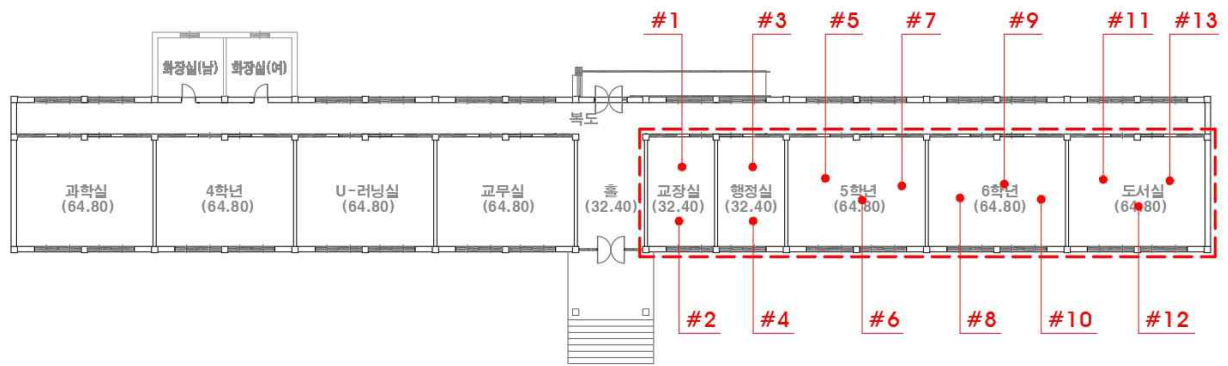 #1 #3 #5 #7 #9 #11 #13
화장실(남) 화장실(여)
복도
과학실 4학년 U-러닝실 교무실 홀 교장실 행정실 5학년 6학년 도서실
(64.80) (64.80) (64.80) (64.80) (32.40) (32.40) (32.40) (64.80) (64.80) (64.80)
#2 #4 #6 #8 #10 #12